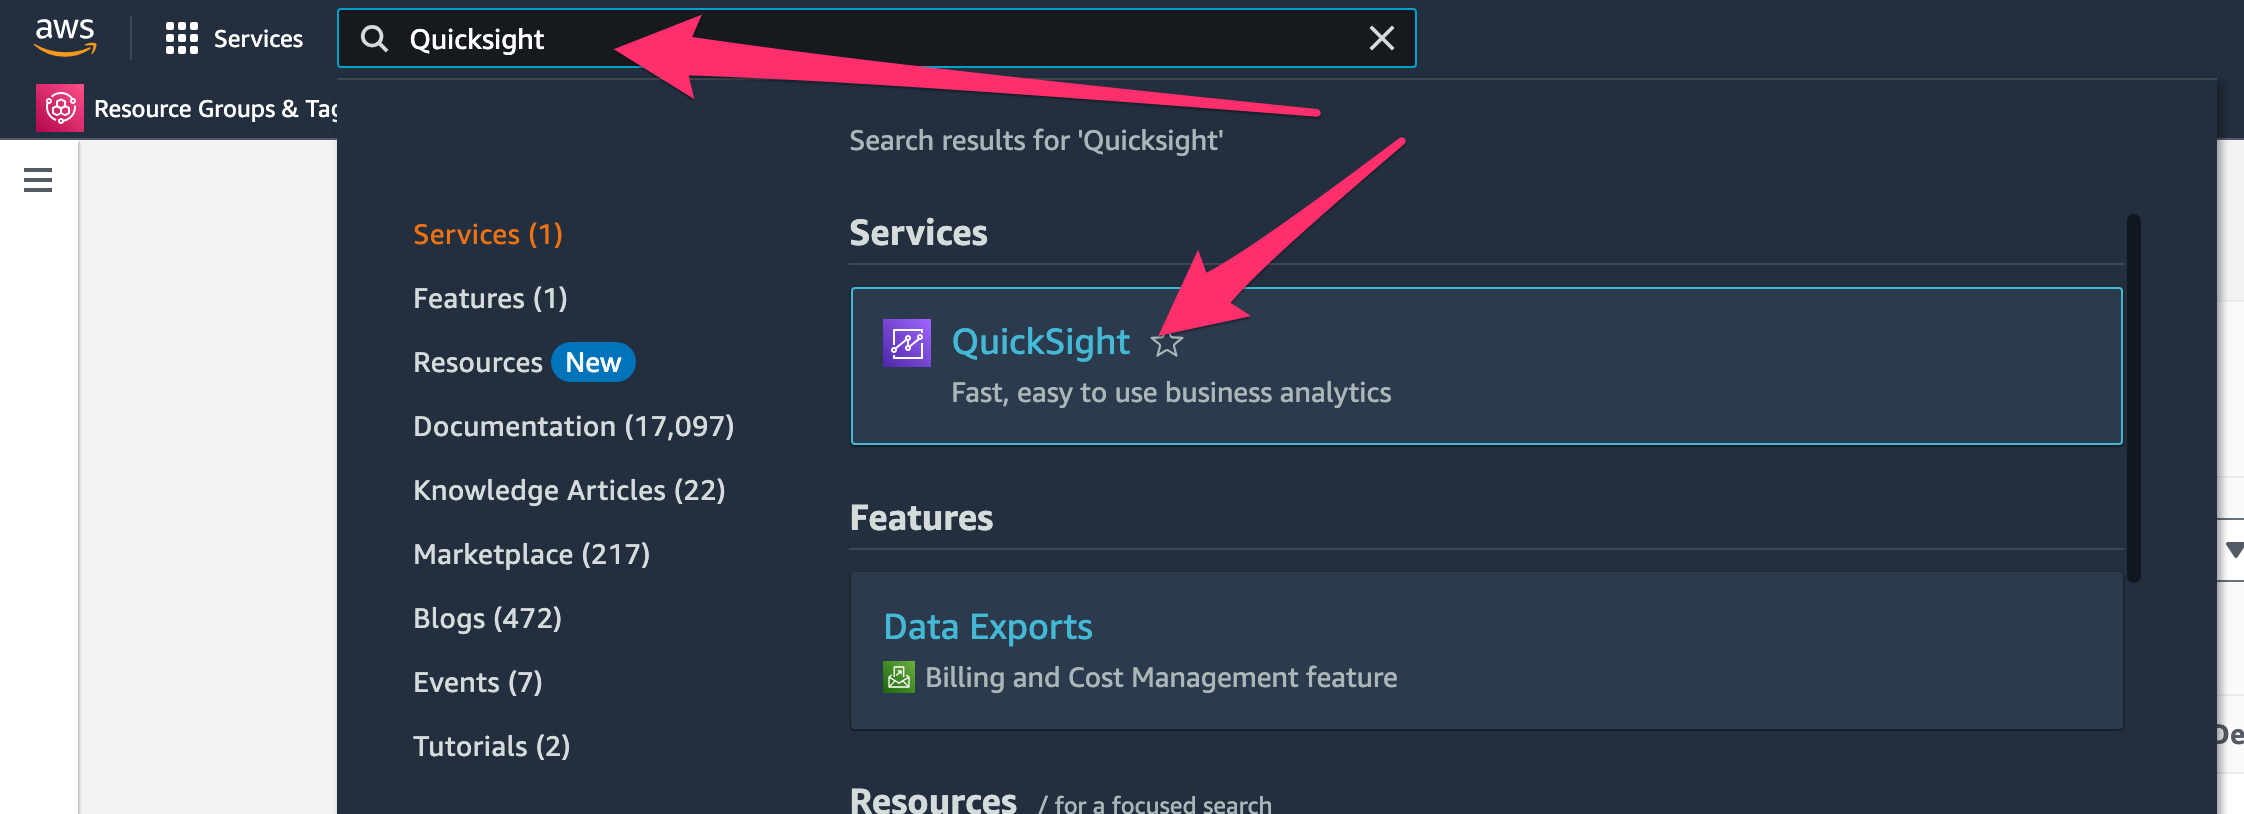 aws
Services
Quicksight
Resource Groups & Tag
Search results for 'Quicksight'
Services (1)
Features (1)
Resources New
Documentation (17,097)
Knowledge Articles (22)
Marketplace (217)
Blogs (472)
Events (7)
Tutorials (2)
Services
QuickSight
Fast, easy to use business analytics
Features
Data Exports
Billing and Cost Management feature
Resources / for a focused search
De